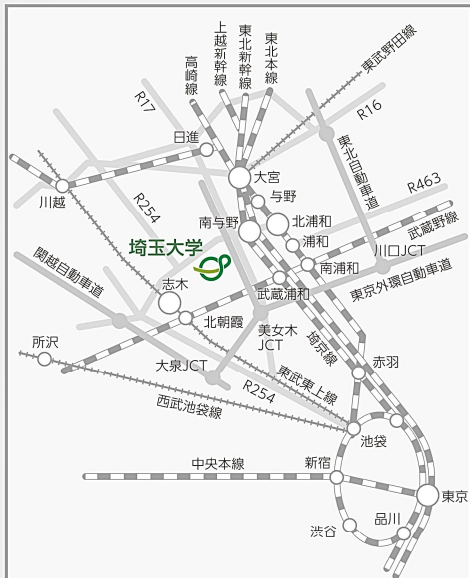 上越新幹線
東北新幹線
東北本線
高崎線
東武野田線
R17
R16
日進
東北自動車道
大宮
川越
与野
R463
R254
北浦和
南与野
武蔵野線
浦和
埼玉大学
川口JCT
関越自動車道
南浦和
志木
武蔵浦和
東京外環自動車道
北朝霞
美女木
JCT
埼京線
所沢
大泉JCT
赤羽
東武東上線
R254
西武池袋線
池袋
中央本線
新宿
東京
品川
渋谷